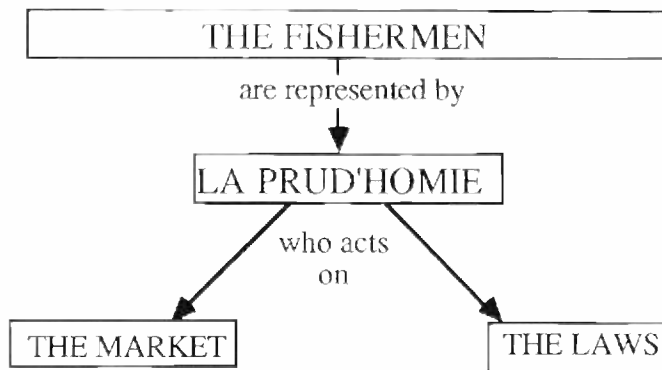 THE FISHERMEN
are represented by
LA PRUD'HOMIE
who acts
on
THE MARKET
THE LAWS